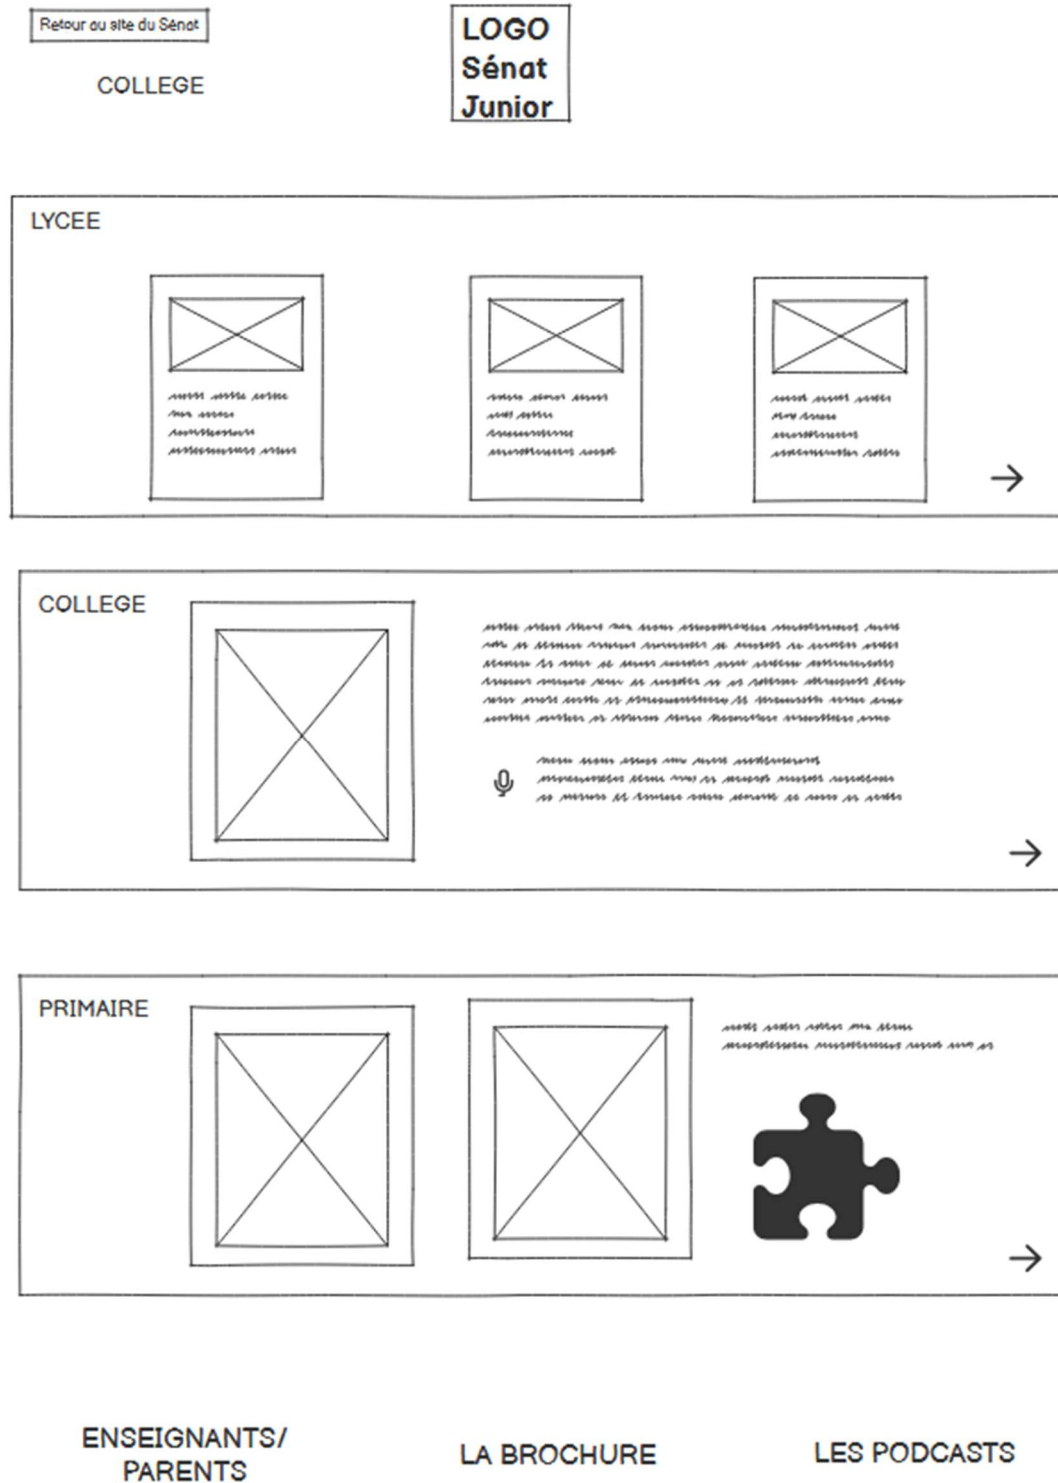 Retour au site du Sénat
LOGO
Sénat
Junior
COLLEGE
LYCEE
COLLEGE
PRIMAIRE
ENSEIGNANTS/
PARENTS
LA BROCHURE
LES PODCASTS